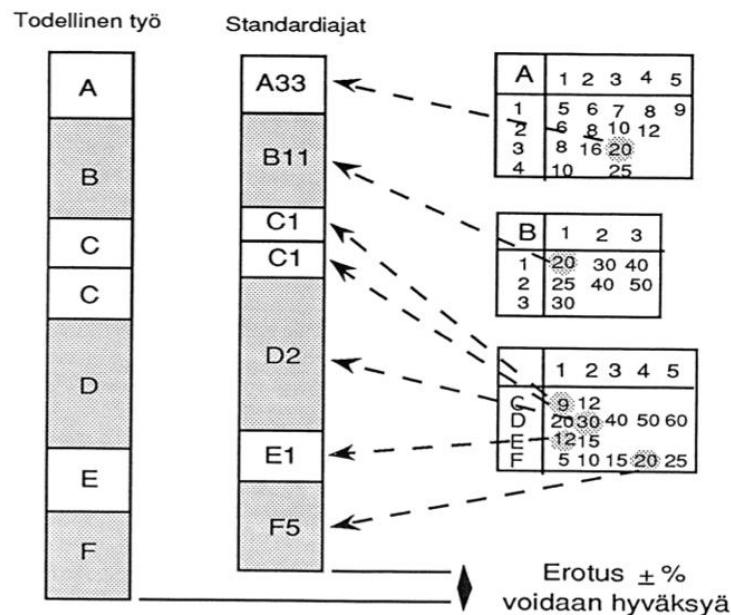 Todellinen työ
Standardiajat
A
B
C
C
D
E
F
A33
B11
C1
C1
D2
E1
F5
A 1 2 3 4 5
1 5 6 7 8 9
2 6 8 10 12
3 8 16 20
4 10 25
B 1 2 3
1 20 30 40
2 25 40 50
3 30
1 2 3 4 5
C 9 12
D 20 30 40 50 60
E 12 15
F 5 10 15 20 25
Erotus ± %
voidaan hyväksyä